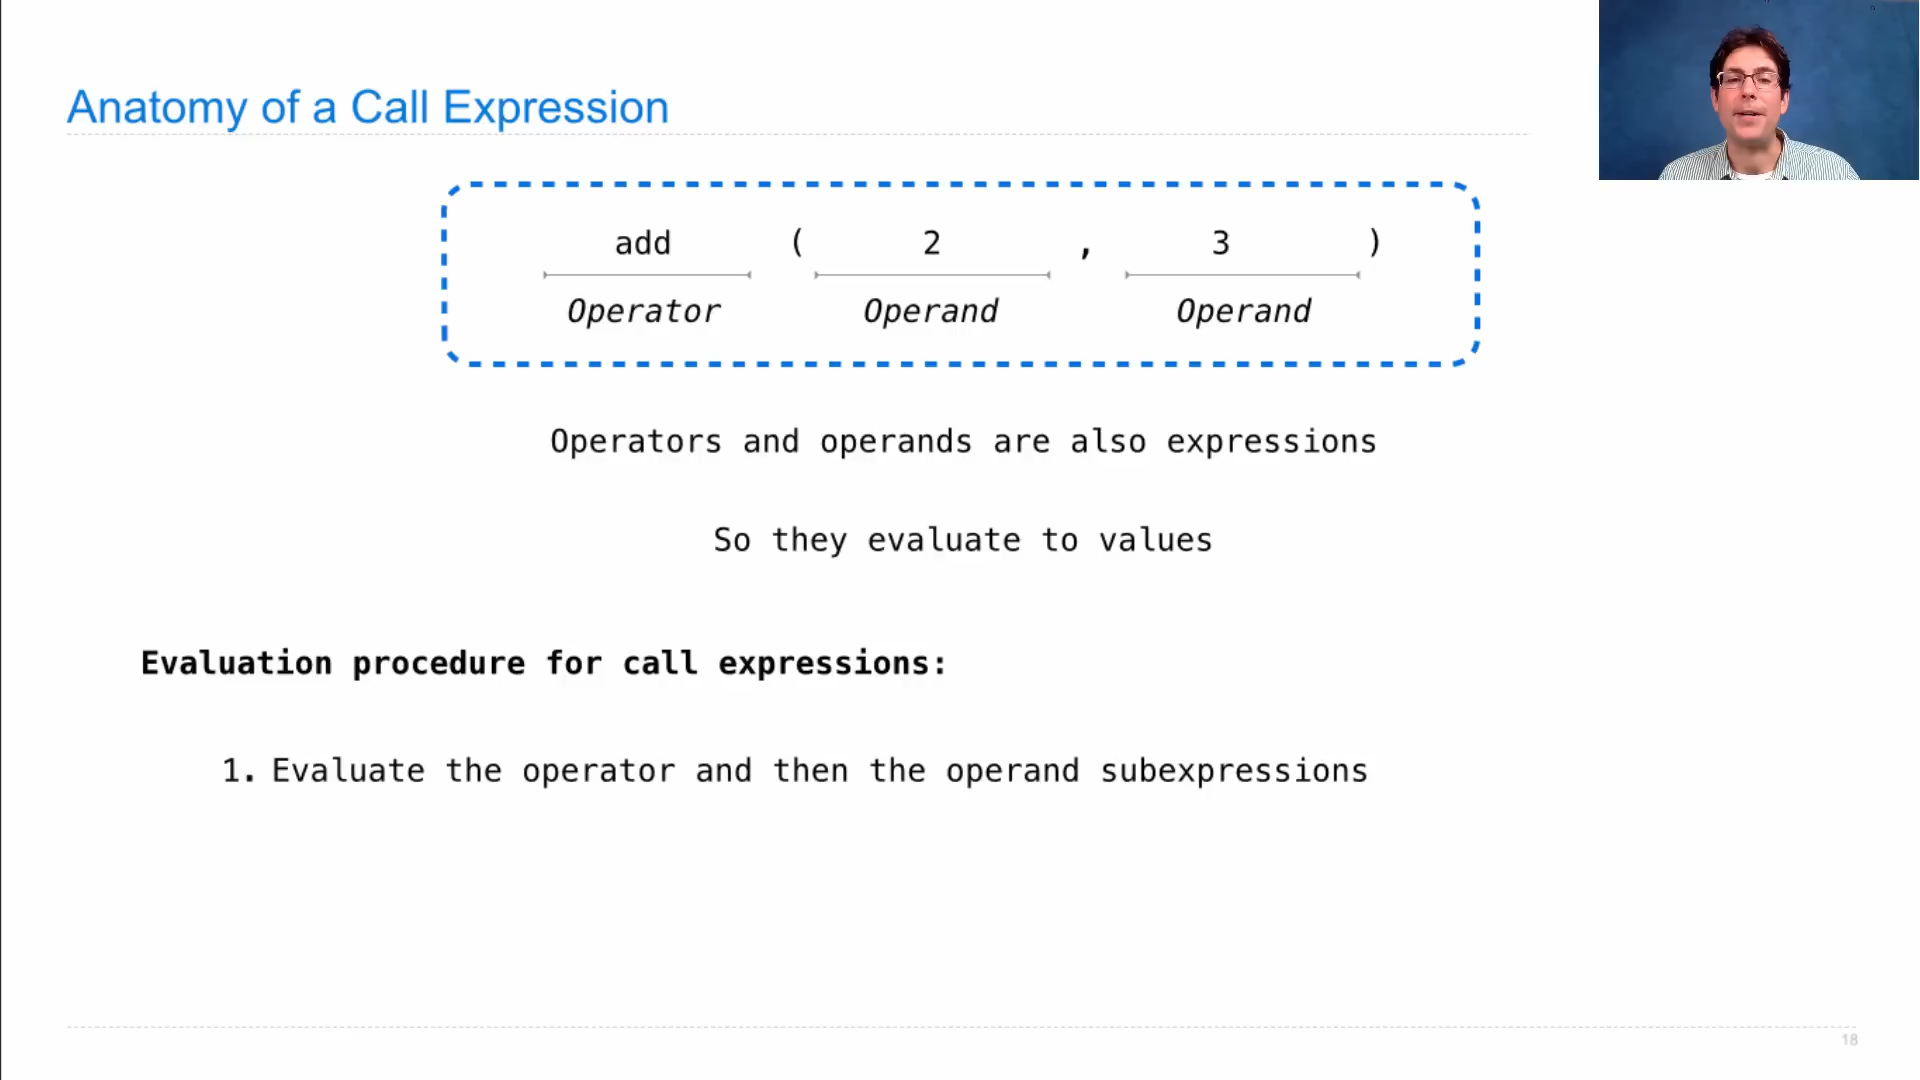 Anatomy of a Call Expression
add ( 2 , 3 )
Operator Operand Operand
Operators and operands are also expressions
So they evaluate to values
Evaluation procedure for call expressions:
1. Evaluate the operator and then the operand subexpressions
18